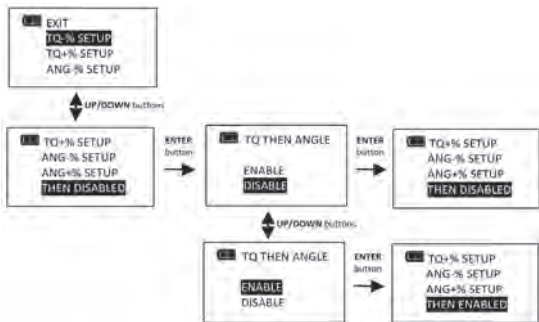 EXIT
TQ-% SETUP
TQ+% SETUP
ANG-% SETUP
UP/DOWN buttons
TQ+% SETUP
ANG-% SETUP
ANG+% SETUP
THEN DISABLED
ENTER
button
TQ THEN ANGLE
ENABLE
DISABLE
ENTER
button
TQ+% SETUP
ANG-% SETUP
ANG+% SETUP
THEN DISABLED
UP/DOWN buttons
TQ THEN ANGLE
ENABLE
DISABLE
ENTER
button
TQ+% SETUP
ANG-% SETUP
ANG+% SETUP
THEN ENABLED